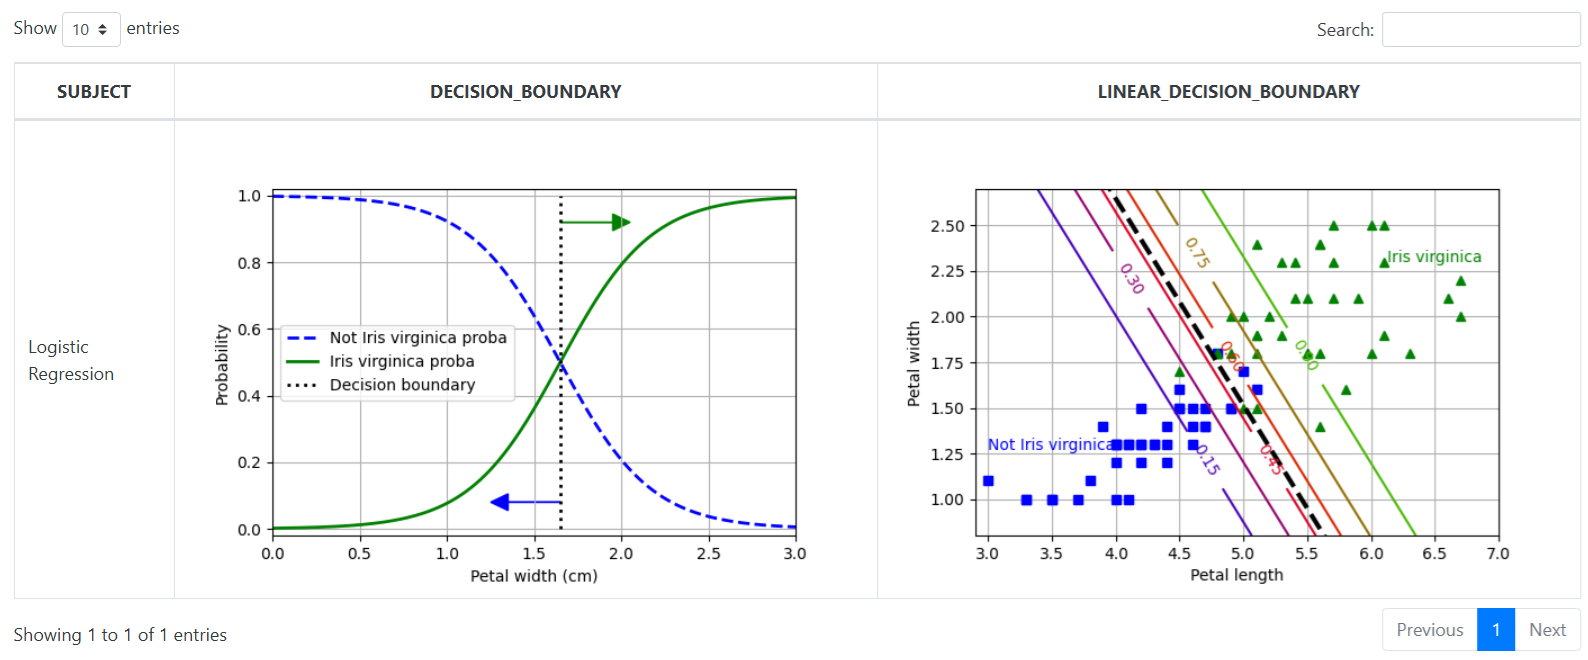 Show 10 entries
Search:
SUBJECT
DECISION_BOUNDARY
LINEAR_DECISION_BOUNDARY
Logistic
Regression
1.0
0.8
0.6
0.4
0.2
0.0
Probability
Not Iris virginica proba
Iris virginica proba
Decision boundary
0.0 0.5 1.0 1.5 2.0 2.5 3.0
Petal width (cm)
2.50
2.25
2.00
1.75
1.50
1.25
1.00
Petal width
0.75
0.30
Iris virginica
0.60
Not Iris virginica
0.15
0.45
3.0 3.5 4.0 4.5 5.0 5.5 6.0 6.5 7.0
Petal length
Showing 1 to 1 of 1 entries
Previous 1 Next